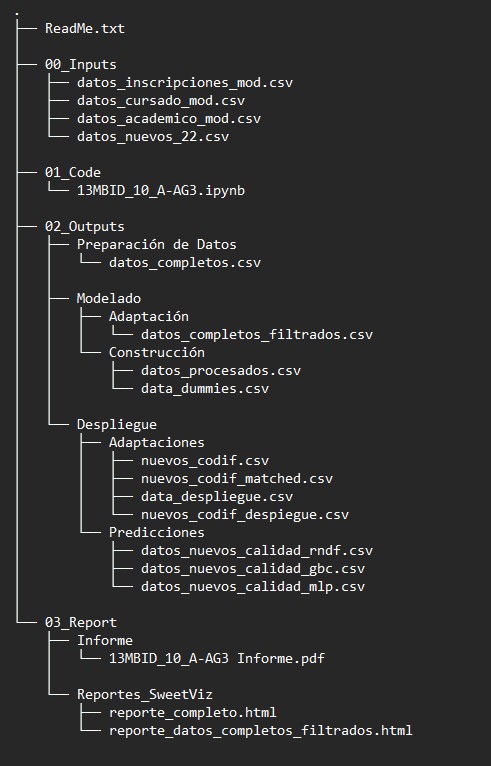 .
├── ReadMe.txt
│
├── 00_Inputs
│   ├── datos_inscripciones_mod.csv
│   ├── datos_cursado_mod.csv
│   ├── datos_academico_mod.csv
│   └── datos_nuevos_22.csv
│
├── 01_Code
│   └── 13MBID_10_A-AG3.ipynb
│
├── 02_Outputs
│   ├── Preparación de Datos
│   │   └── datos_completos.csv
│   │
│   ├── Modelado
│   │   ├── Adaptación
│   │   │   └── datos_completos_filtrados.csv
│   │   └── Construcción
│   │       ├── datos_procesados.csv
│   │       └── data_dummies.csv
│   │
│   └── Despliegue
│       ├── Adaptaciones
│       │   ├── nuevos_codif.csv
│       │   ├── nuevos_codif_matched.csv
│       │   ├── data_despliegue.csv
│       │   └── nuevos_codif_despiegue.csv
│       └── Predicciones
│           ├── datos_nuevos_calidad_rndf.csv
│           ├── datos_nuevos_calidad_gbc.csv
│           └── datos_nuevos_calidad_mlp.csv
│
└── 03_Report
    ├── Informe
    │   └── 13MBID_10_A-AG3 Informe.pdf
    │
    └── Reportes_SweetViz
        ├── reporte_completo.html
        └── reporte_datos_completos_filtrados.html